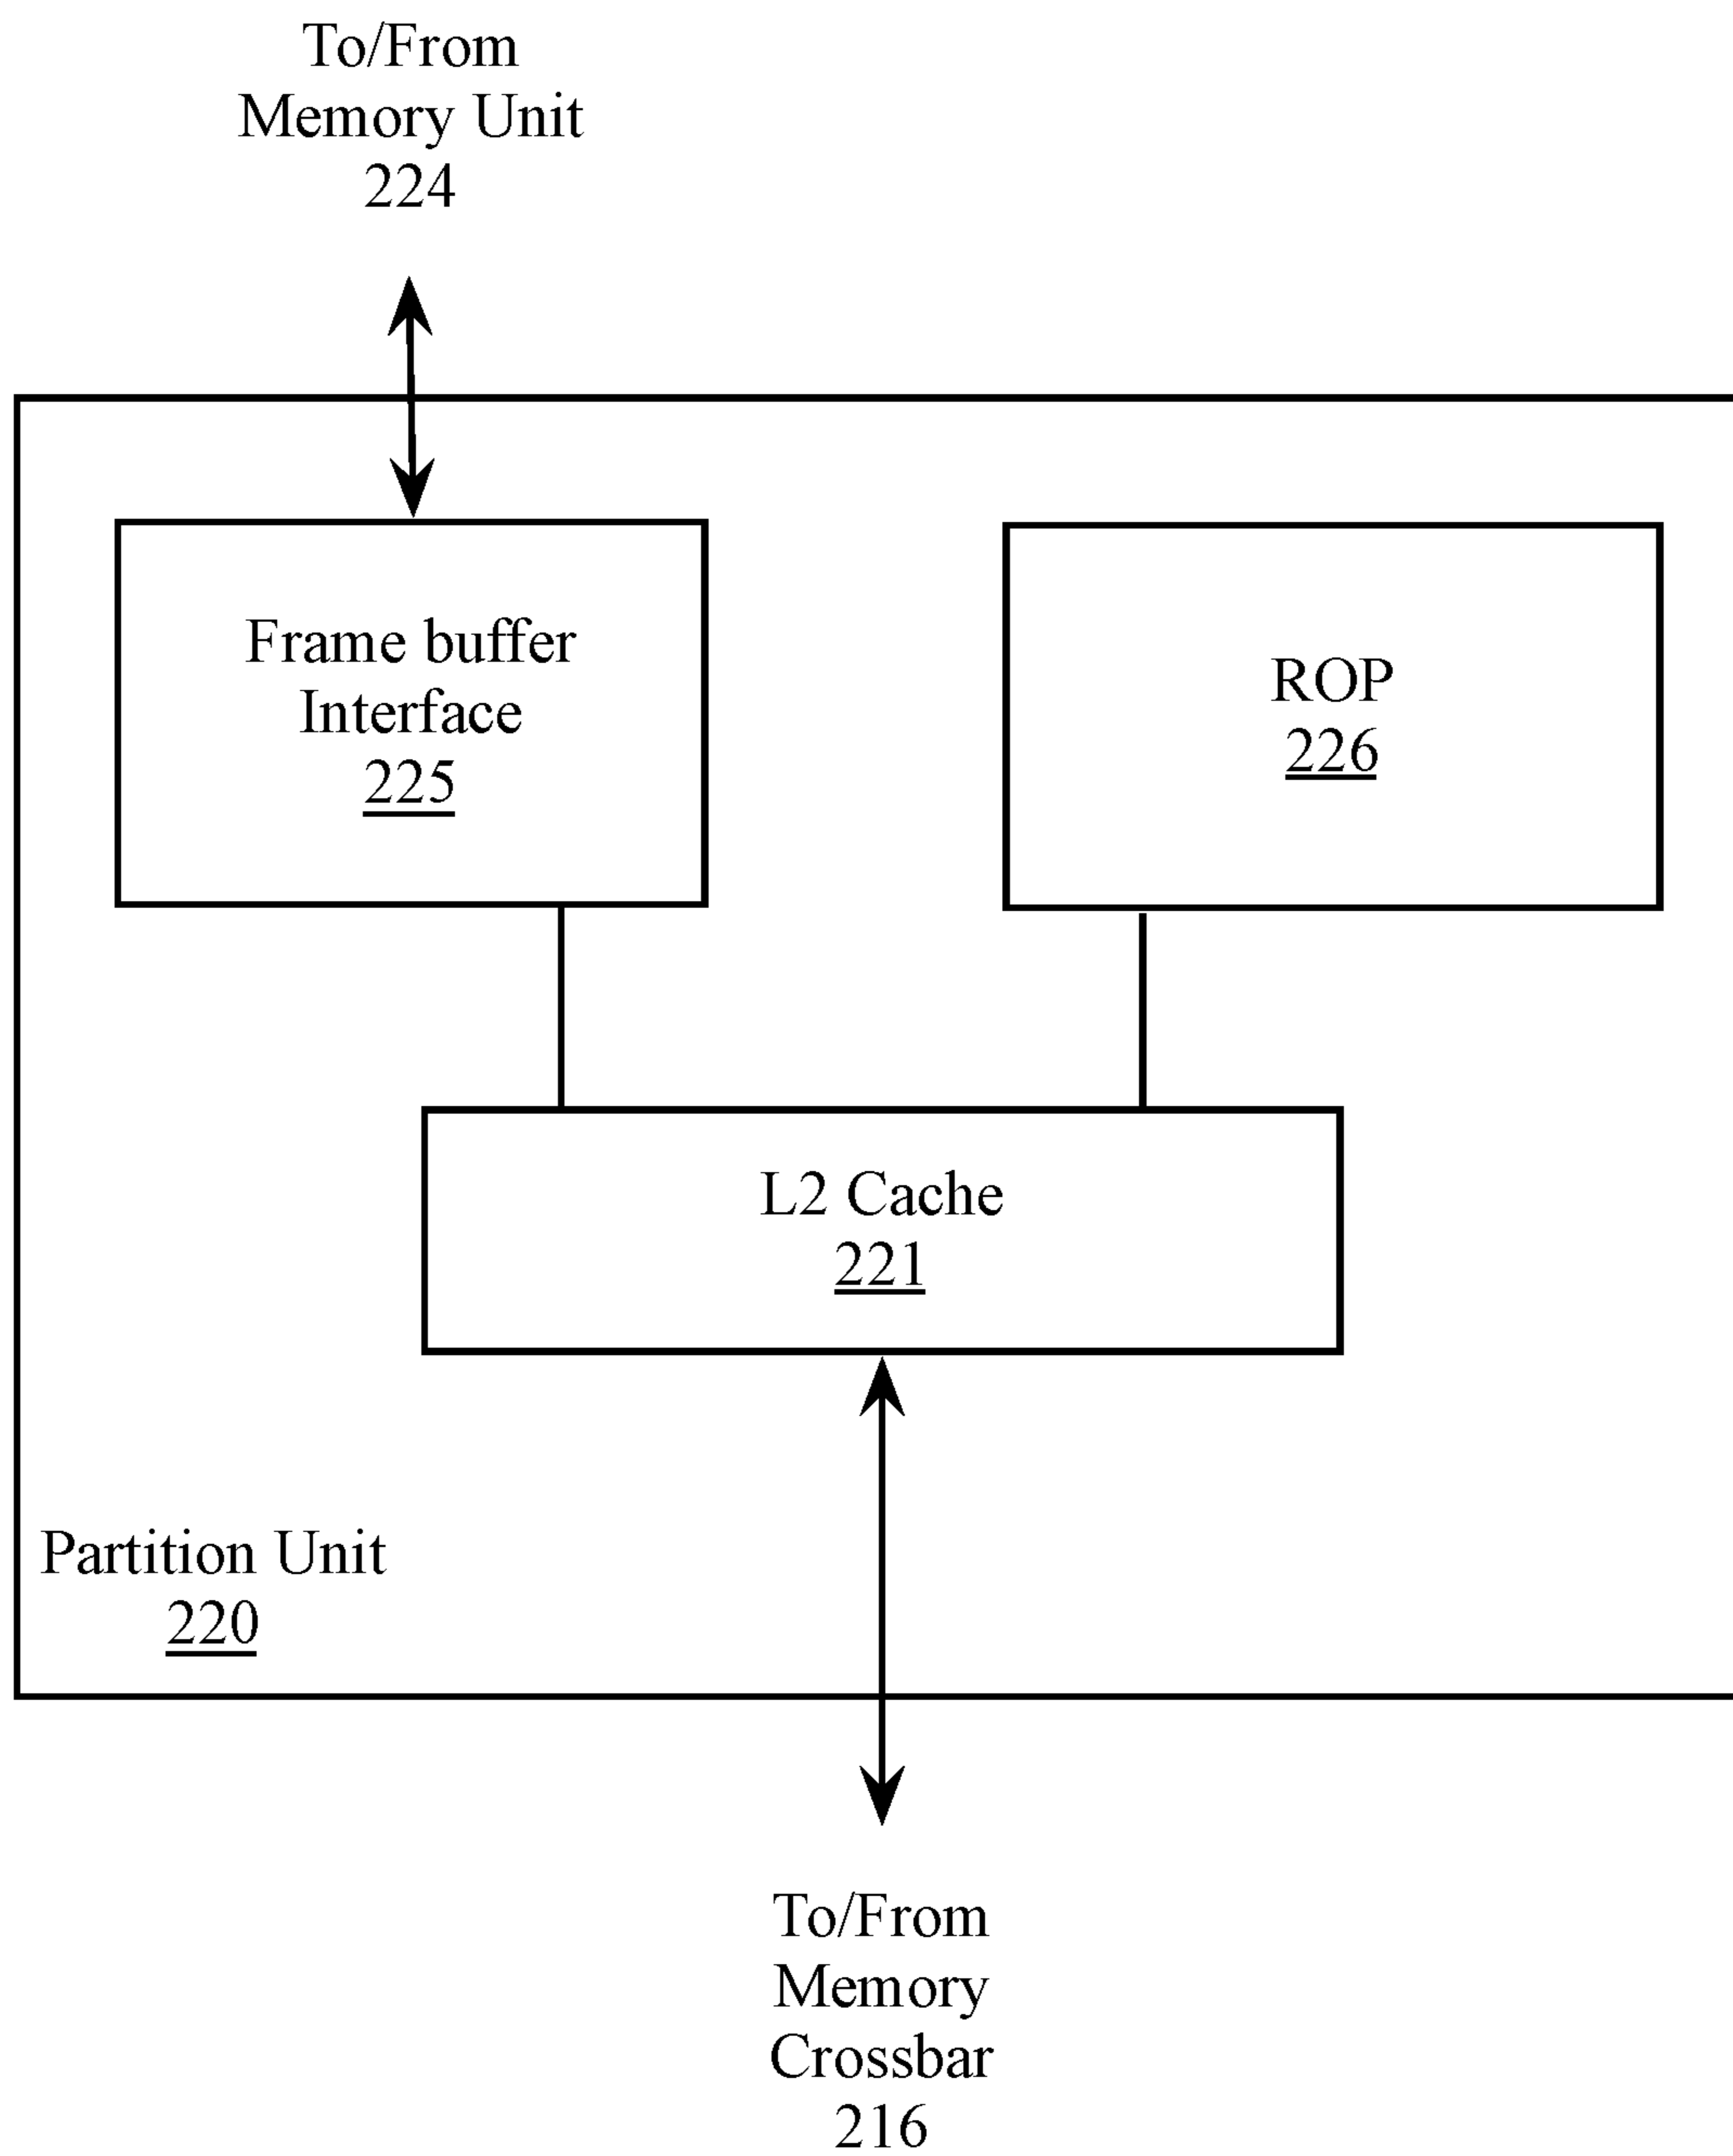 To/From
Memory Unit
224
Frame buffer
Interface
225
ROP
226
L2 Cache
221
Partition Unit
220
To/From
Memory
Crossbar
216